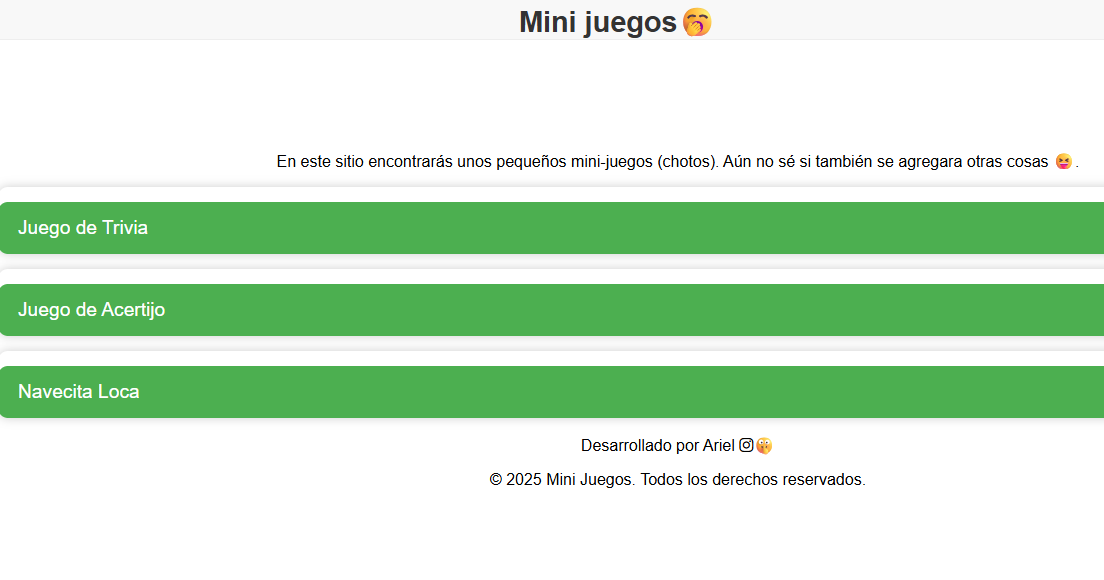 Mini juegos🥱
En este sitio encontrarás unos pequeños mini-juegos (chotos). Aún no sé si también se agregara otras cosas 😝.
Juego de Trivia
Juego de Acertijo
Navecita Loca
Desarrollado por Ariel 🫣
© 2025 Mini Juegos. Todos los derechos reservados.